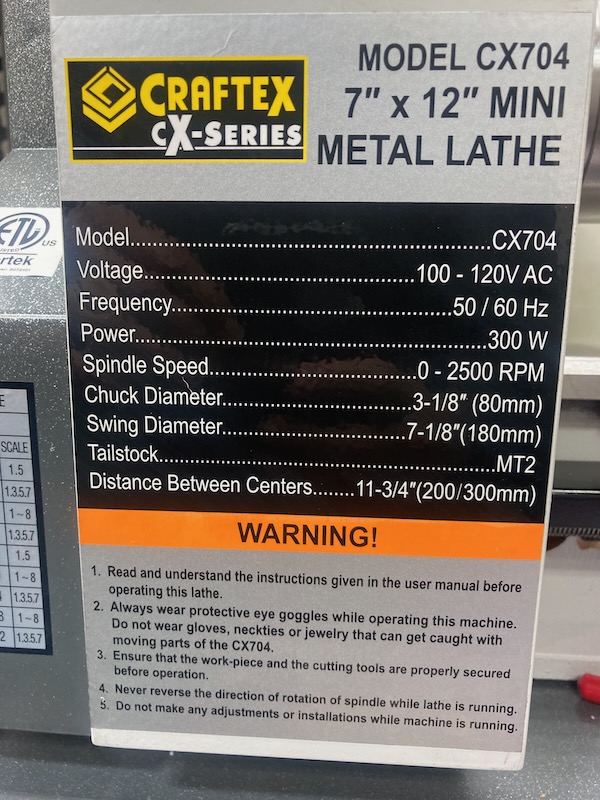 CRAFTEX
CX-SERIES
MODEL CX704
7" x 12" MINI
METAL LATHE
Model..........CX704
Voltage..........100 - 120V AC
Frequency..........50 / 60 Hz
Power..........300 W
Spindle Speed..........0 - 2500 RPM
Chuck Diameter..........3-1/8" (80mm)
Swing Diameter..........7-1/8"(180mm)
Tailstock..........MT2
Distance Between Centers........11-3/4"(200/300mm)
WARNING!
1. Read and understand the instructions given in the user manual before
operating this lathe.
2. Always wear protective eye goggles while operating this machine.
Do not wear gloves, neckties or jewelry that can get caught with
moving parts of the CX704.
3. Ensure that the work-piece and the cutting tools are properly secured
before operation.
4. Never reverse the direction of rotation of spindle while lathe is running.
5. Do not make any adjustments or installations while machine is running.
ETL
US
SCALE
1.5
1.3.5.7
1~8
1.3.5.7
1.5
1~8
1.3.5.7
1~8
1.3.5.7